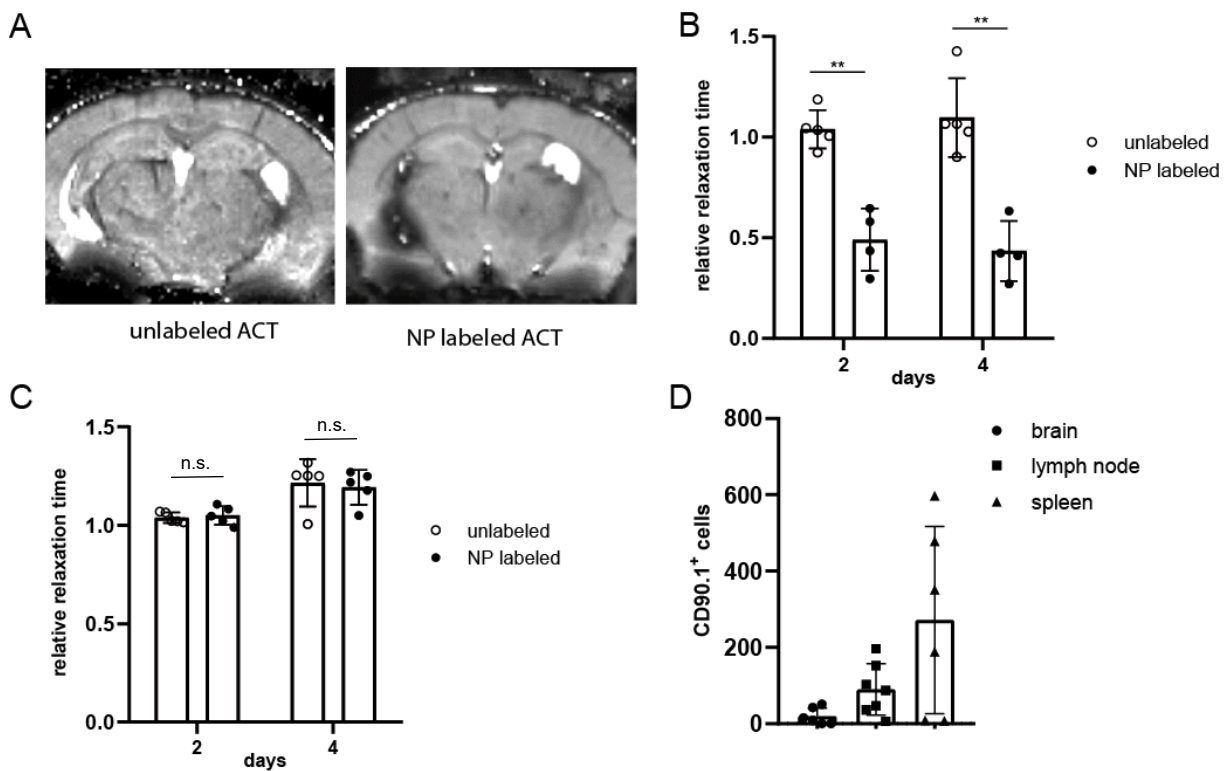 A
unlabeled ACT
NP labeled ACT
B
relative relaxation time
1.5
1.0
0.5
0.0
**
**
2
4
days
unlabeled
NP labeled
C
relative relaxation time
1.5
1.0
0.5
0.0
n.s.
n.s.
2
4
days
unlabeled
NP labeled
D
CD90.1+ cells
800
600
400
200
0
brain
lymph node
spleen